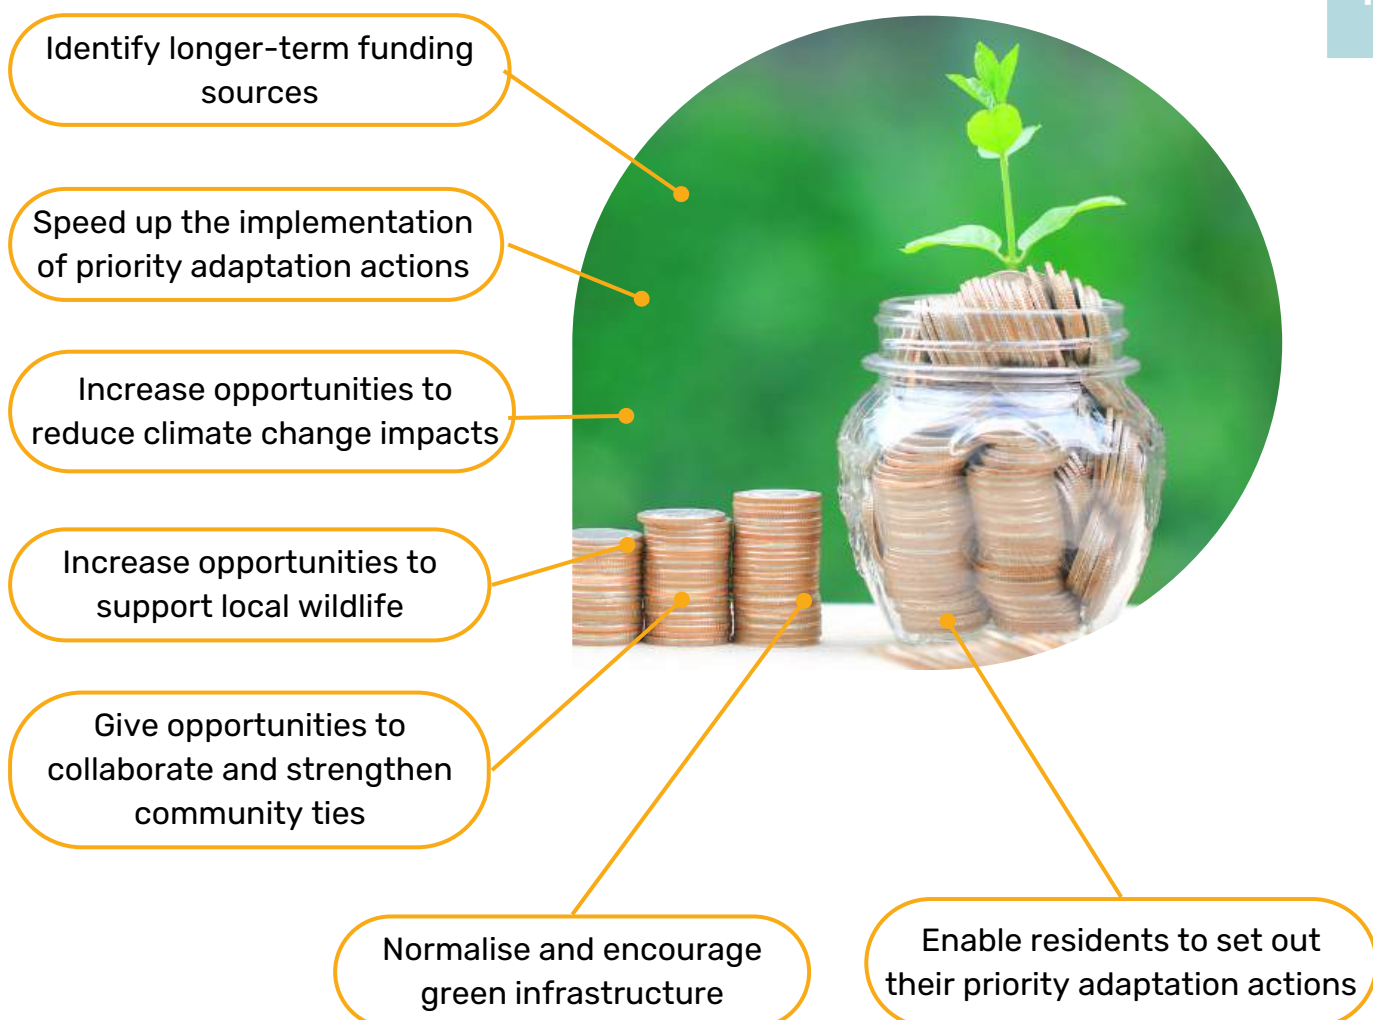 Identify longer-term funding
sources
Speed up the implementation
of priority adaptation actions
Increase opportunities to
reduce climate change impacts
Increase opportunities to
support local wildlife
Give opportunities to
collaborate and strengthen
community ties
Normalise and encourage
green infrastructure
Enable residents to set out
their priority adaptation actions